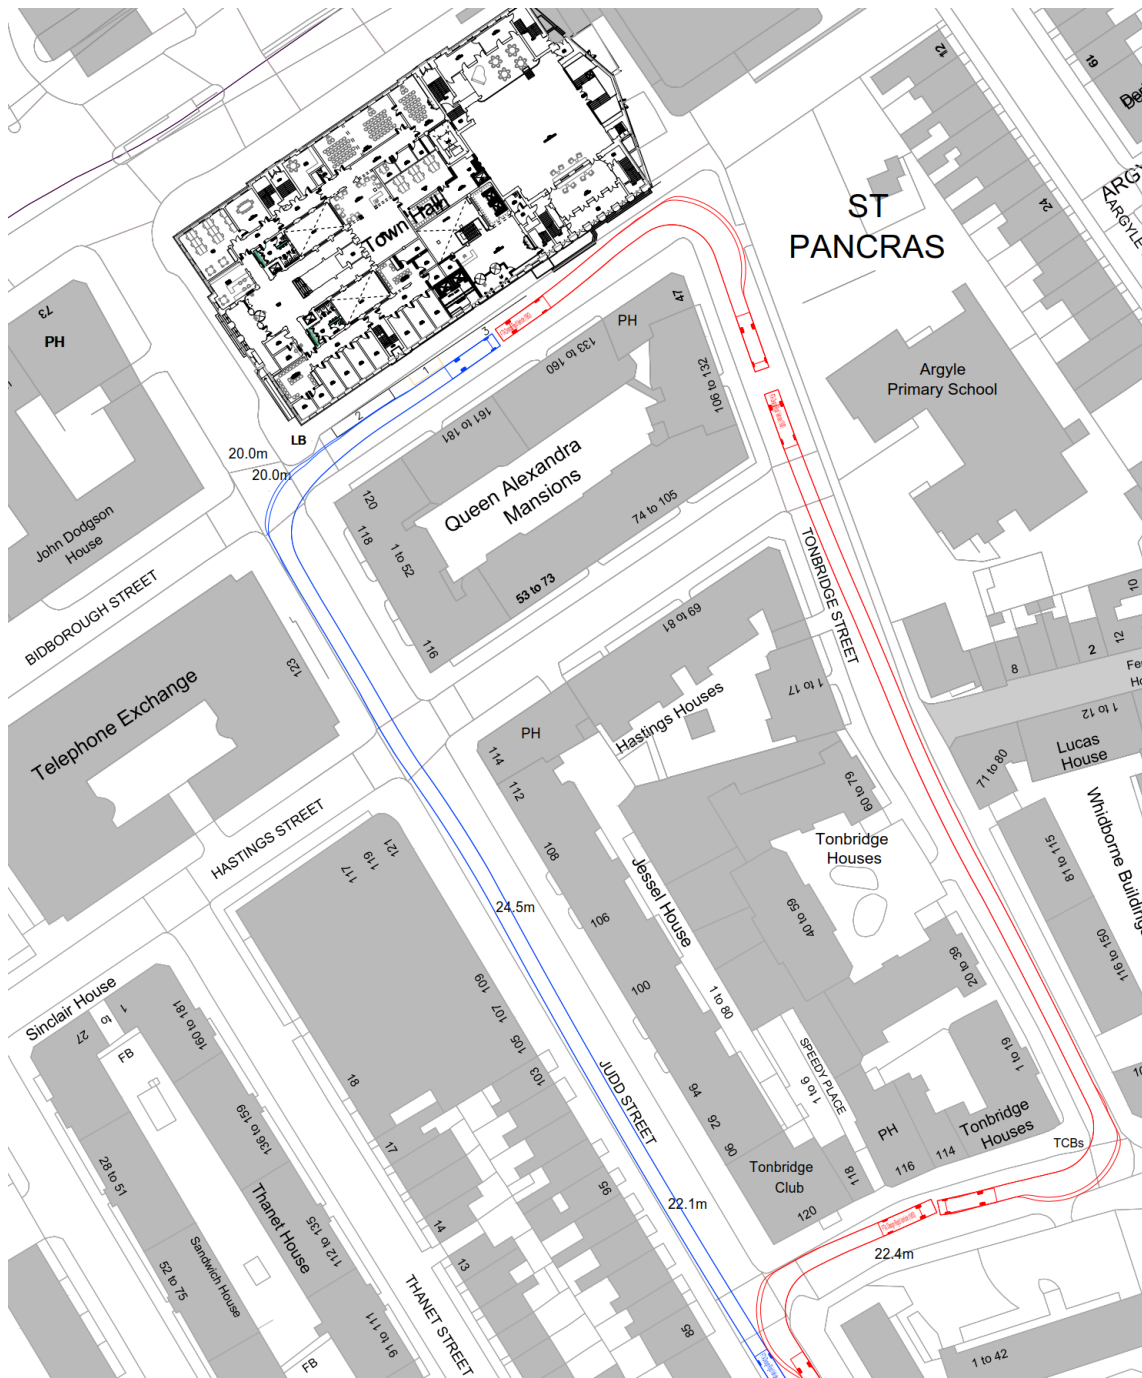 12
19
ARGYLE
24
ST
PANCRAS
Town Hall
73
PH
47
PH
3
1
2
133 to 160
161 to 181
106 to 132
Argyle
Primary School
LB
20.0m
20.0m
Queen Alexandra
Mansions
120
118
1 to 52
74 to 105
53 to 73
116
John Dodgson
House
BIDBOROUGH STREET
TONBRIDGE STREET
123
Telephone Exchange
69 to 81
1 to 17
Hastings Houses
10
12
2
8
1 to 12
Lucas
House
71 to 80
PH
114
112
60 to 79
HASTINGS STREET
121
119
117
108
Tonbridge
Houses
Jessel House
40 to 59
81 to 115
Whidborne Buildings
116 to 150
24.5m
106
100
20 to 39
1 to 80
109
107
105
103
Sinclair House
1
to
27
FB
160 to 181
SPEEDY PLACE
1 to 6
1 to 19
18
JUDD STREET
94
92
90
136 to 159
17
PH
Tonbridge
Houses
TCBs
116
114
118
Tonbridge
Club
120
28 to 51
Thanet House
95
22.1m
14
13
112 to 135
Sandwich House
52 to 75
22.4m
THANET STREET
91 to 111
85
FB
1 to 42